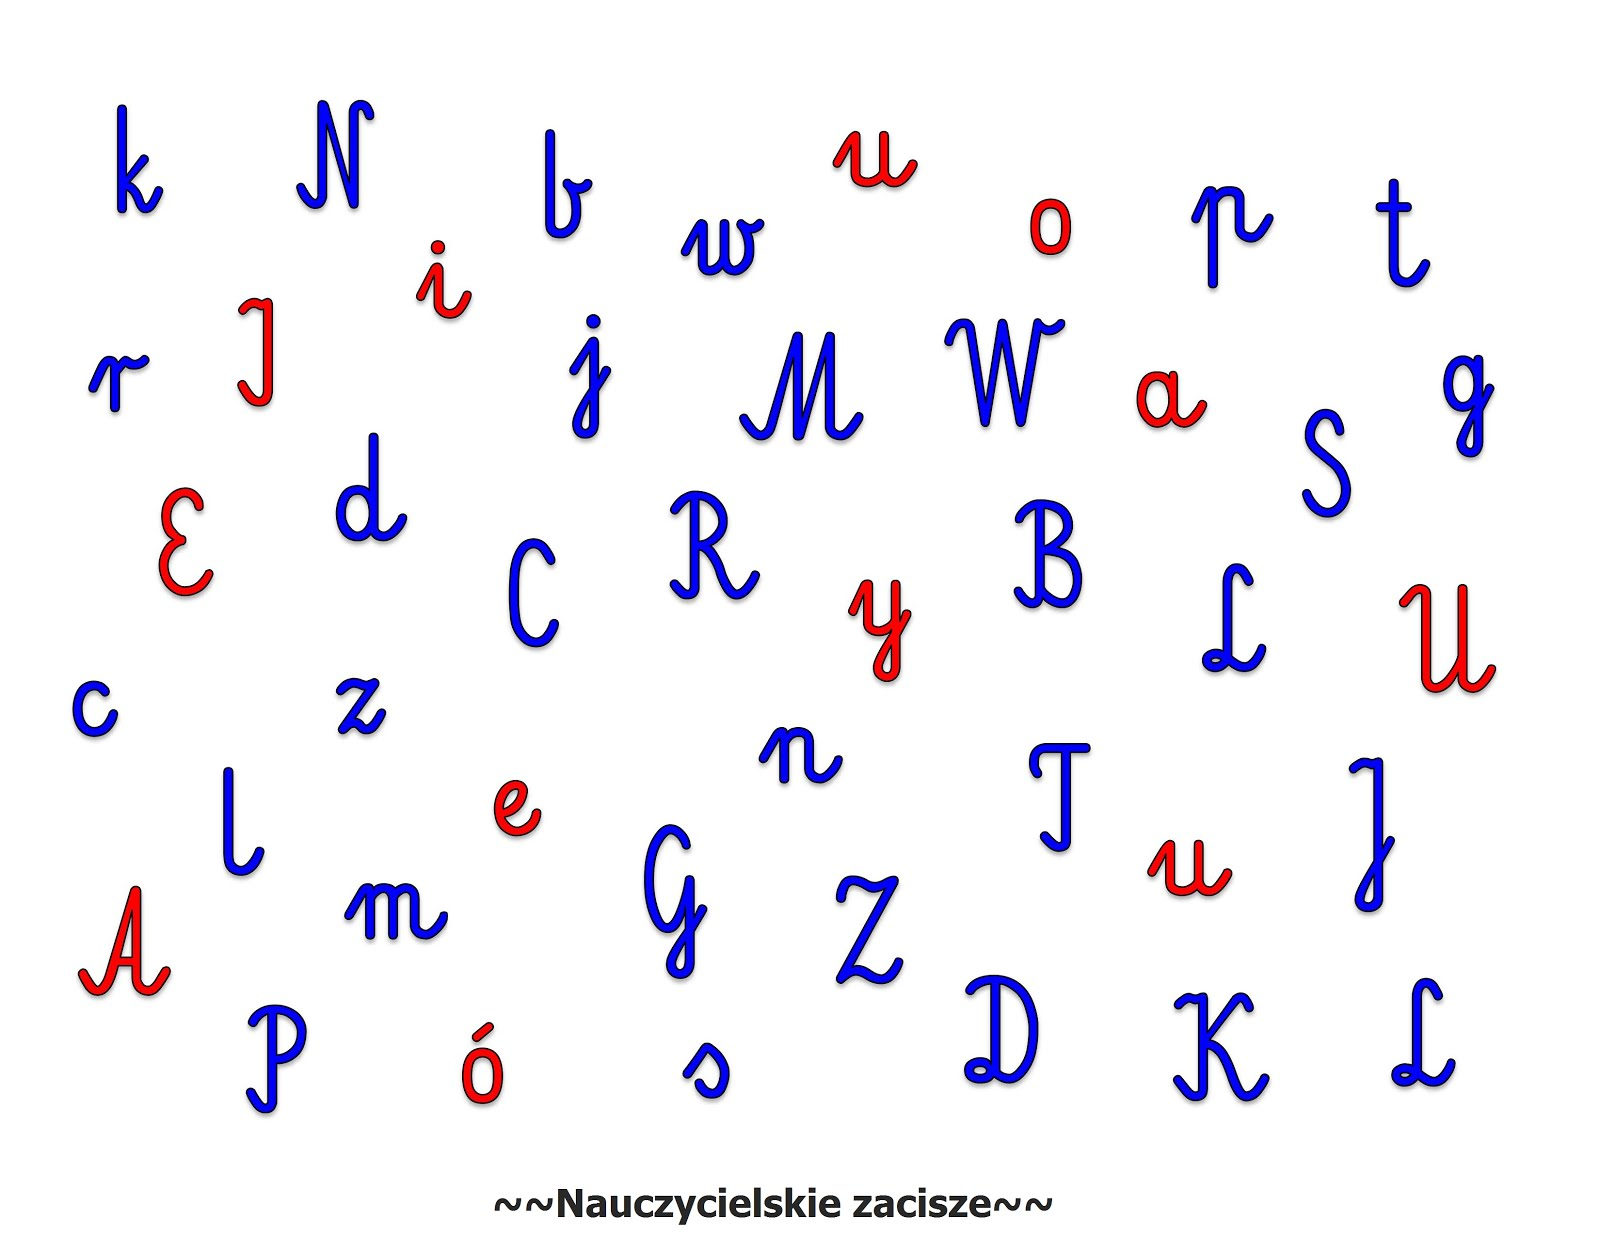 k N b w u o p t
r I i j M W a S g
E d C R y B L U
c z n T J
l e G Z u
A m D K L
P ó s
~~Nauczycielskie zacisze~~